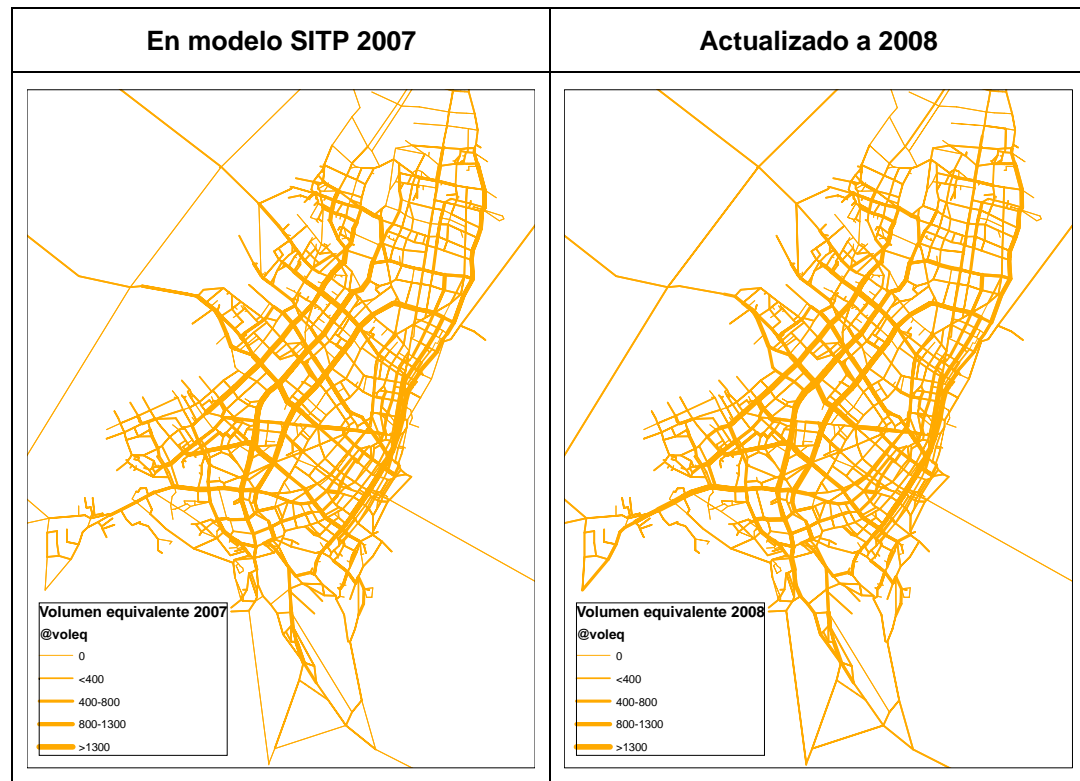 En modelo SITP 2007
Actualizado a 2008
Volumen equivalente 2007
@voleq
0
<400
400-800
800-1300
>1300
Volumen equivalente 2008
@voleq
0
<400
400-800
800-1300
>1300